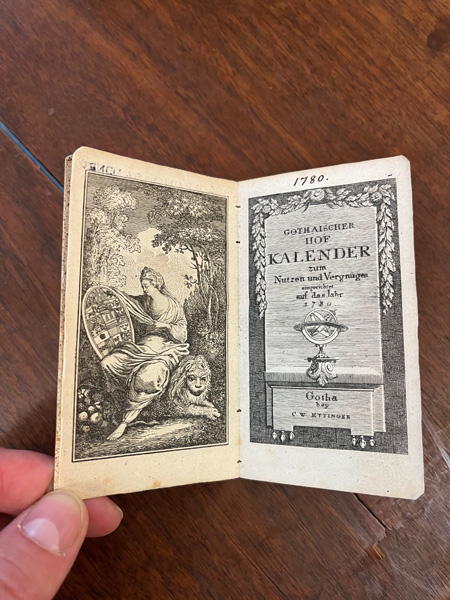 1780.
GOTHAISCHER
HOF
KALENDER
zum
Nutzen und Vergnügen
eingerichtet
auf das Jahr
1780
Gotha
bey
C. W. ETTINGER